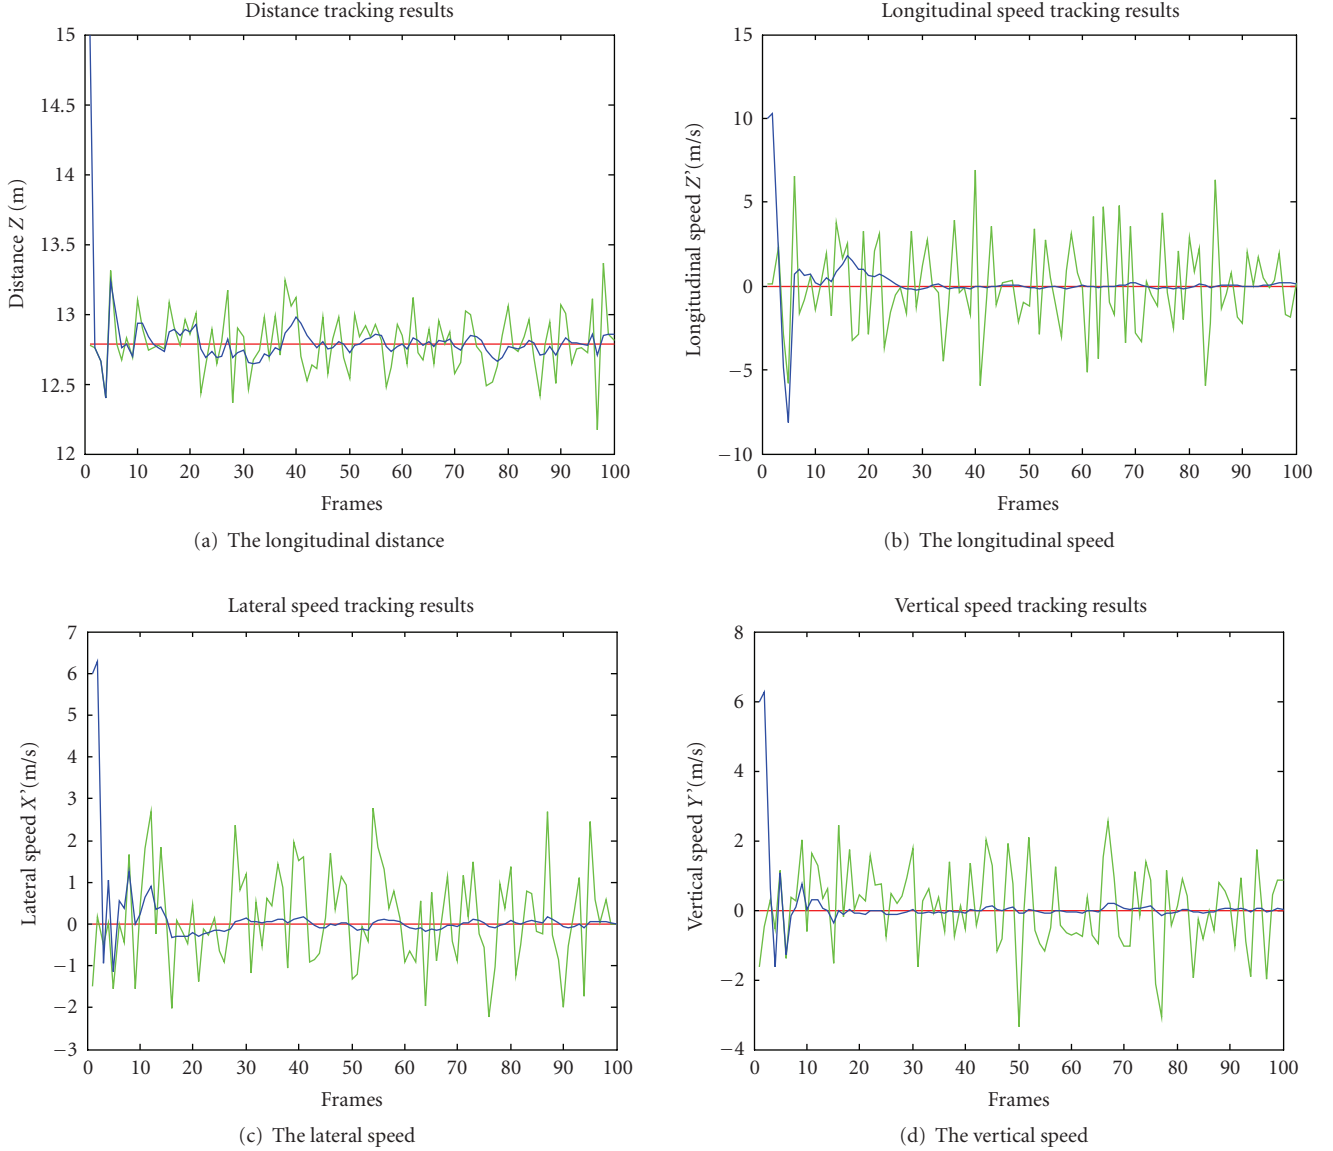 Distance tracking results
15
14.5
14
13.5
13
12.5
12
Distance Z (m)
0 10 20 30 40 50 60 70 80 90 100
Frames
(a) The longitudinal distance
Longitudinal speed tracking results
15
10
5
0
−5
−10
Longitudinal speed Z’(m/s)
0 10 20 30 40 50 60 70 80 90 100
Frames
(b) The longitudinal speed
Lateral speed tracking results
7
6
5
4
3
2
1
0
−1
−2
−3
Lateral speed X’(m/s)
0 10 20 30 40 50 60 70 80 90 100
Frames
(c) The lateral speed
Vertical speed tracking results
8
6
4
2
0
−2
−4
Vertical speed Y’(m/s)
0 10 20 30 40 50 60 70 80 90 100
Frames
(d) The vertical speed